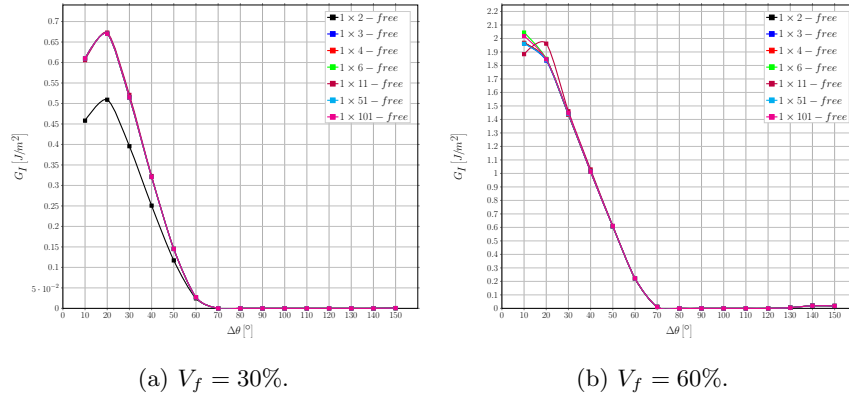 0.7
0.65
0.6
0.55
0.5
0.45
0.4
0.35
0.3
0.25
0.2
0.15
0.1
5 · 10⁻²
0
G_I [J/m²]
0 10 20 30 40 50 60 70 80 90 100 110 120 130 140 150
Δθ [°]
1 × 2 − free
1 × 3 − free
1 × 4 − free
1 × 6 − free
1 × 11 − free
1 × 51 − free
1 × 101 − free
(a) V_f = 30%.
2.2
2.1
2
1.9
1.8
1.7
1.6
1.5
1.4
1.3
1.2
1.1
1
0.9
0.8
0.7
0.6
0.5
0.4
0.3
0.2
0.1
0
G_I [J/m²]
0 10 20 30 40 50 60 70 80 90 100 110 120 130 140 150
Δθ [°]
1 × 2 − free
1 × 3 − free
1 × 4 − free
1 × 6 − free
1 × 11 − free
1 × 51 − free
1 × 101 − free
(b) V_f = 60%.